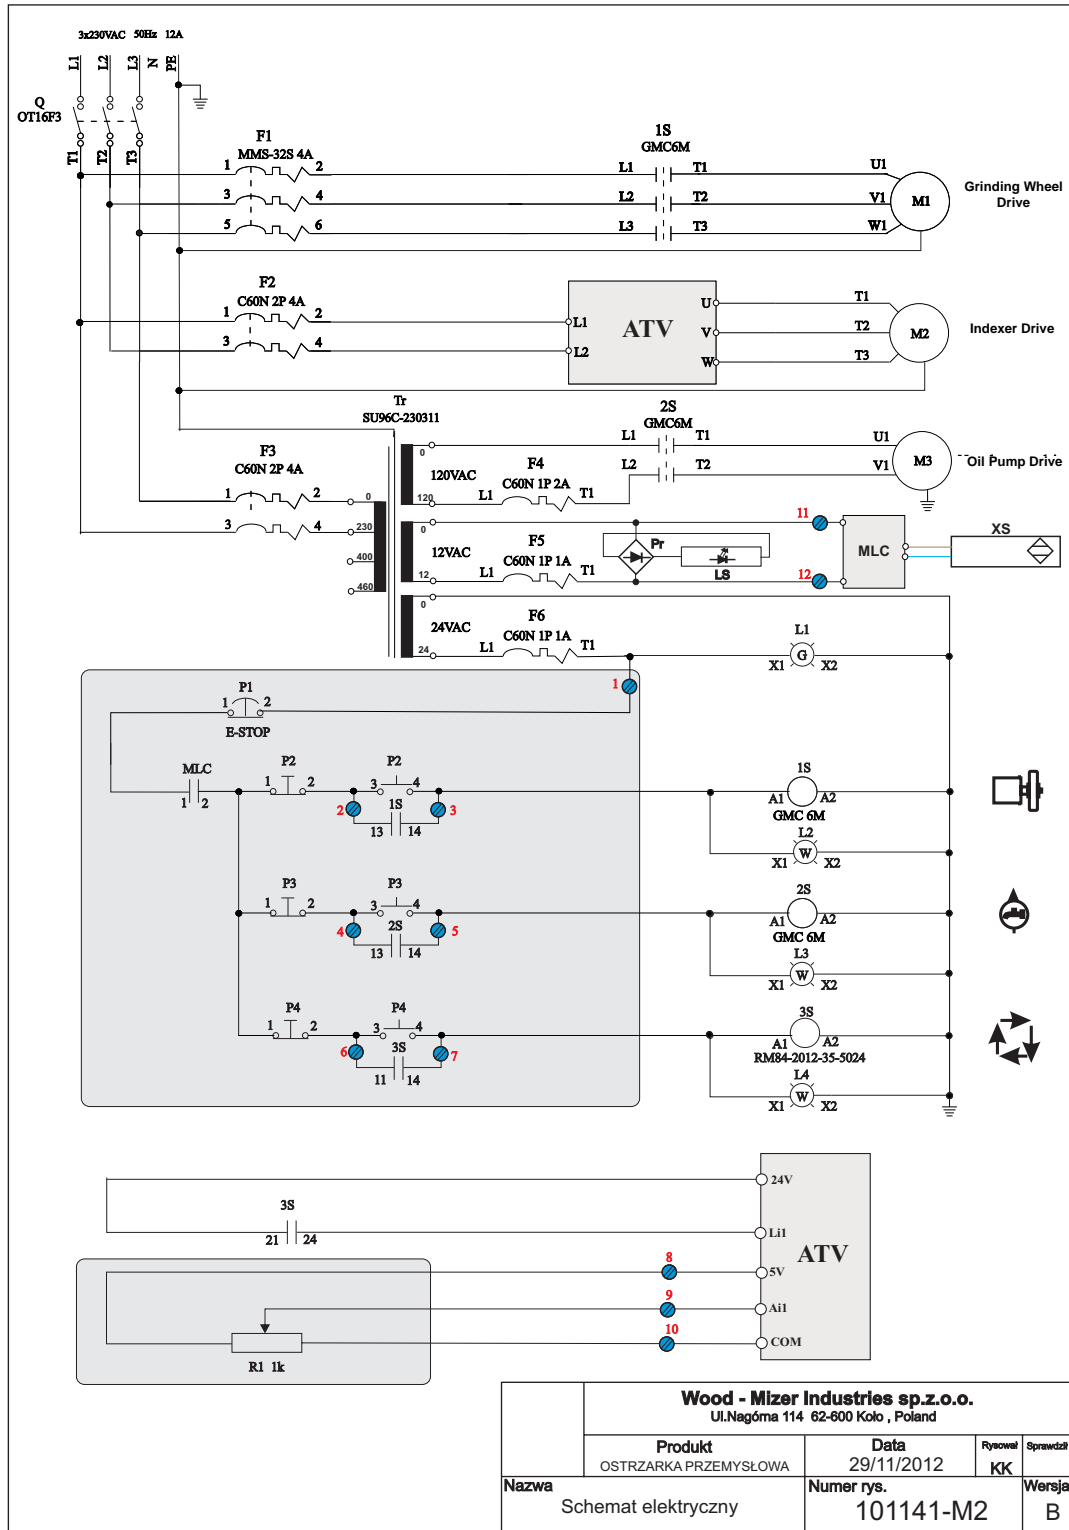 3x230VAC 50Hz 12A
L1 L2 L3 N PE
Q
OT16F3
T1 T2 T3
F1
MMS-32S 4A
1 2
3 4
5 6
1S
GMC6M
L1 T1
L2 T2
L3 T3
U1
V1
W1
M1
Grinding Wheel
Drive
F2
C60N 2P 4A
1 2
3 4
L1
L2
ATV
U
V
W
T1
T2
T3
M2
Indexer Drive
Tr
SU96C-230311
F3
C60N 2P 4A
1 2
3 4
0
230
400
460
0
120VAC
120
L1
F4
C60N 1P 2A
T1
2S
GMC6M
L1 T1
L2 T2
U1
V1
M3
Oil Pump Drive
0
12VAC
12
L1
F5
C60N 1P 1A
T1
Pr
LS
11
12
MLC
XS
0
24VAC
24
L1
F6
C60N 1P 1A
T1
L1
G
X1 X2
1
P1
1 2
E-STOP
MLC
1 2
P2
1 2
P2
3 4
2
1S
3
13 14
1S
A1 A2
GMC 6M
L2
W
X1 X2
P3
1 2
P3
3 4
4
2S
5
13 14
2S
A1 A2
GMC 6M
L3
W
X1 X2
P4
1 2
P4
3 4
6
3S
7
11 14
3S
A1 A2
RM84-2012-35-5024
L4
W
X1 X2
3S
21 24
24V
Li1
ATV
5V
Ai1
COM
8
9
10
R1 1k
Wood - Mizer Industries sp.z.o.o.
Ul.Nagórna 114 62-600 Koło , Poland
Produkt
OSTRZARKA PRZEMYSŁOWA
Data
29/11/2012
Rysował
KK
Sprawdził
Nazwa
Schemat elektryczny
Numer rys.
101141-M2
Wersja
B